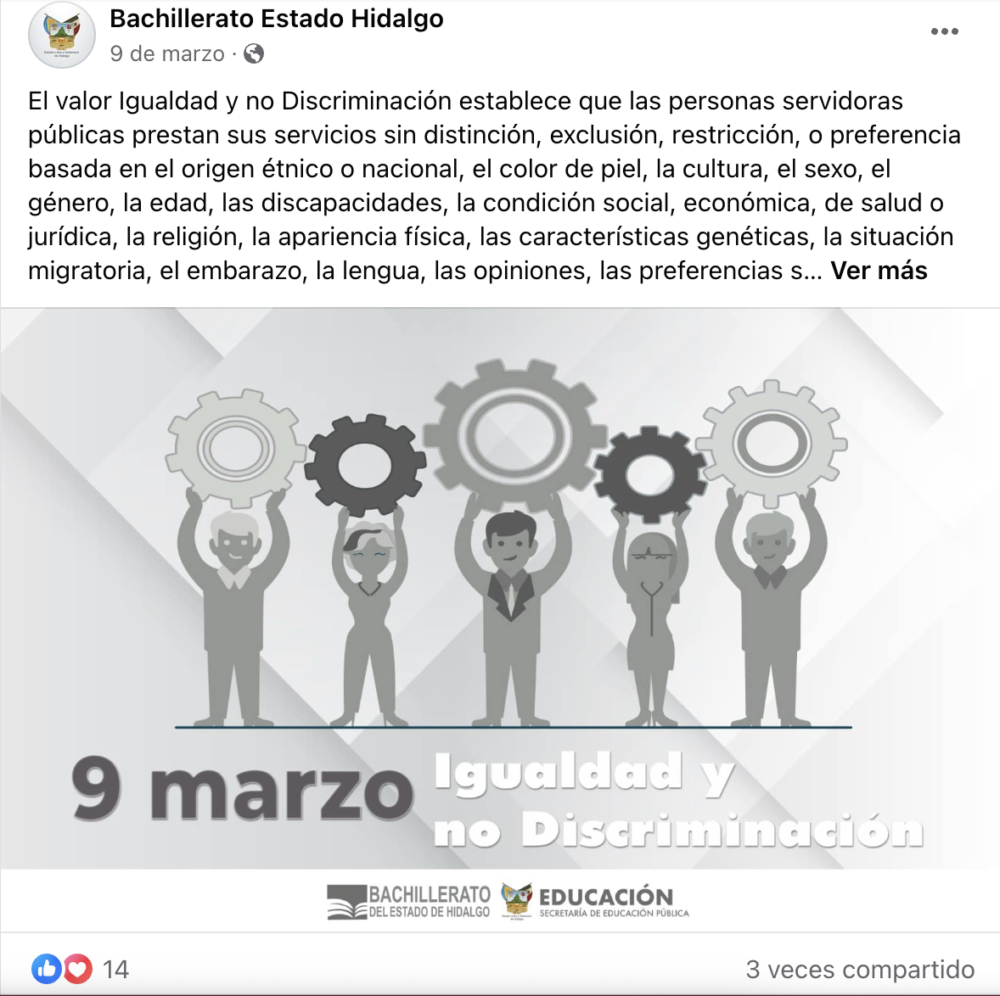 Bachillerato Estado Hidalgo
9 de marzo ·
El valor Igualdad y no Discriminación establece que las personas servidoras
públicas prestan sus servicios sin distinción, exclusión, restricción, o preferencia
basada en el origen étnico o nacional, el color de piel, la cultura, el sexo, el
género, la edad, las discapacidades, la condición social, económica, de salud o
jurídica, la religión, la apariencia física, las características genéticas, la situación
migratoria, el embarazo, la lengua, las opiniones, las preferencias s... Ver más
9 marzo
Igualdad y
no Discriminación
BACHILLERATO
DEL ESTADO DE HIDALGO
EDUCACIÓN
SECRETARÍA DE EDUCACIÓN PÚBLICA
14
3 veces compartido